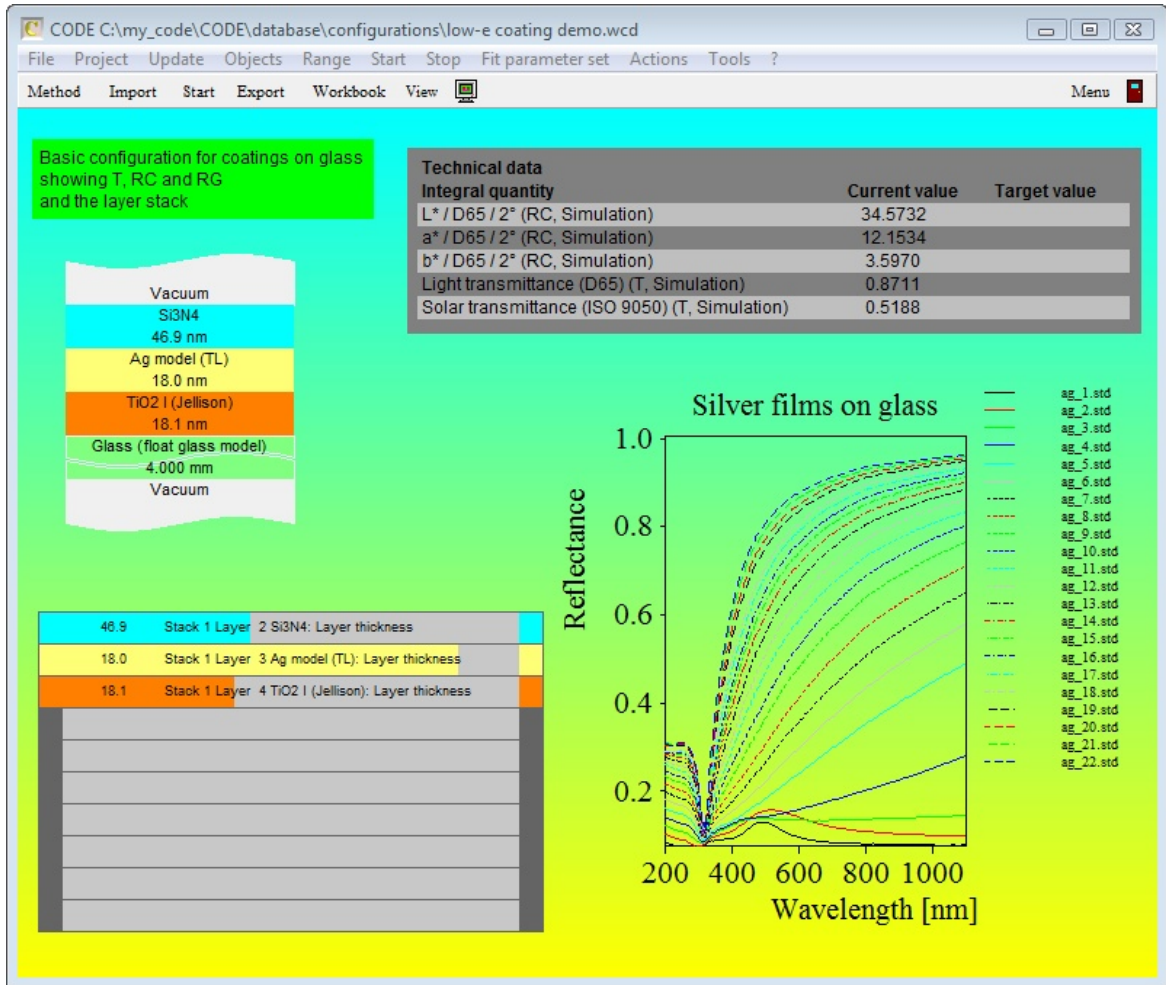 CODE C:\my_code\CODE\database\configurations\low-e coating demo.wcd
File Project Update Objects Range Start Stop Fit parameter set Actions Tools ?
Method Import Start Export Workbook View Menu
Basic configuration for coatings on glass
showing T, RC and RG
and the layer stack
Technical data
Integral quantity Current value Target value
L* / D65 / 2° (RC, Simulation) 34.5732
a* / D65 / 2° (RC, Simulation) 12.1534
b* / D65 / 2° (RC, Simulation) 3.5970
Light transmittance (D65) (T, Simulation) 0.8711
Solar transmittance (ISO 9050) (T, Simulation) 0.5188
Vacuum
Si3N4
46.9 nm
Ag model (TL)
18.0 nm
TiO2 I (Jellison)
18.1 nm
Glass (float glass model)
4.000 mm
Vacuum
46.9 Stack 1 Layer 2 Si3N4: Layer thickness
18.0 Stack 1 Layer 3 Ag model (TL): Layer thickness
18.1 Stack 1 Layer 4 TiO2 I (Jellison): Layer thickness
Silver films on glass
Reflectance
1.0
0.8
0.6
0.4
0.2
200 400 600 800 1000
Wavelength [nm]
ag_1.std
ag_2.std
ag_3.std
ag_4.std
ag_5.std
ag_6.std
ag_7.std
ag_8.std
ag_9.std
ag_10.std
ag_11.std
ag_12.std
ag_13.std
ag_14.std
ag_15.std
ag_16.std
ag_17.std
ag_18.std
ag_19.std
ag_20.std
ag_21.std
ag_22.std